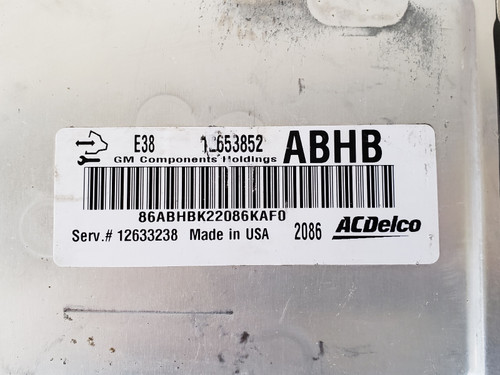 E38 ABHB
GM Components Holdings
86ABHBK22086KAF0
Serv.# 12633238 Made in USA 2086 ACDelco